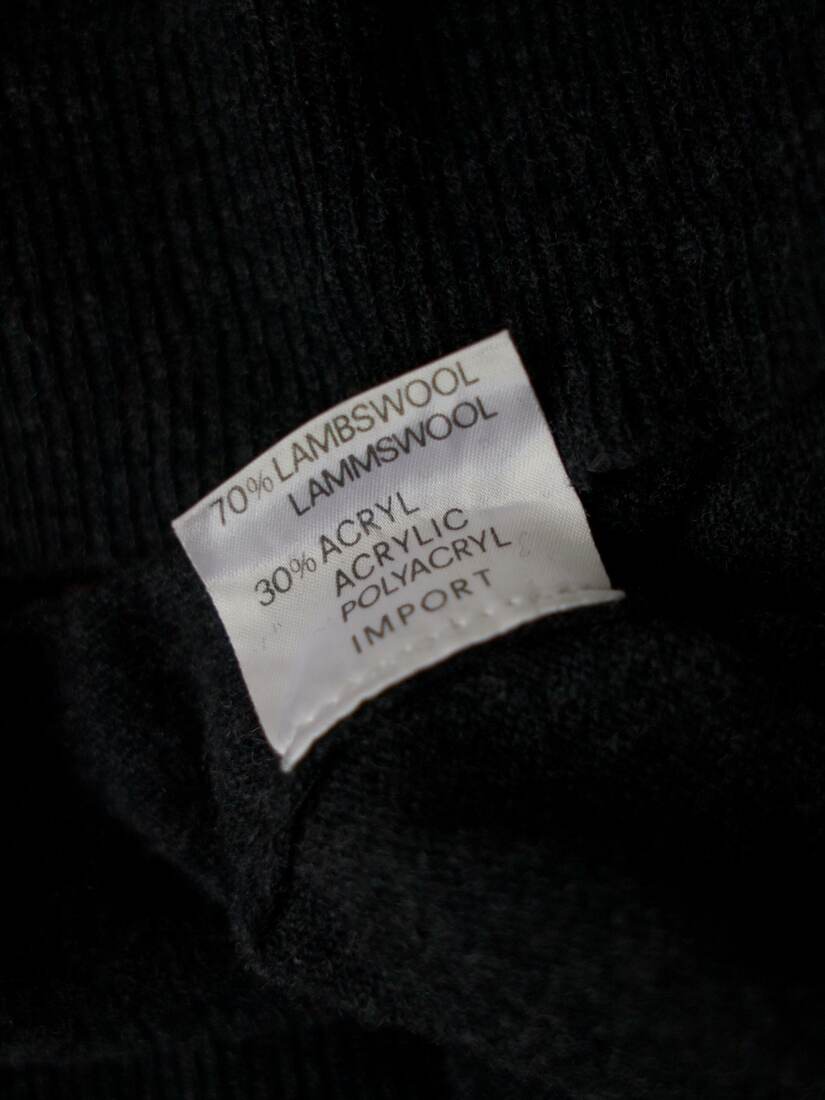 70% LAMBSWOOL
LAMMSWOOL
30% ACRYL
ACRYLIC
POLYACRYL
IMPORT